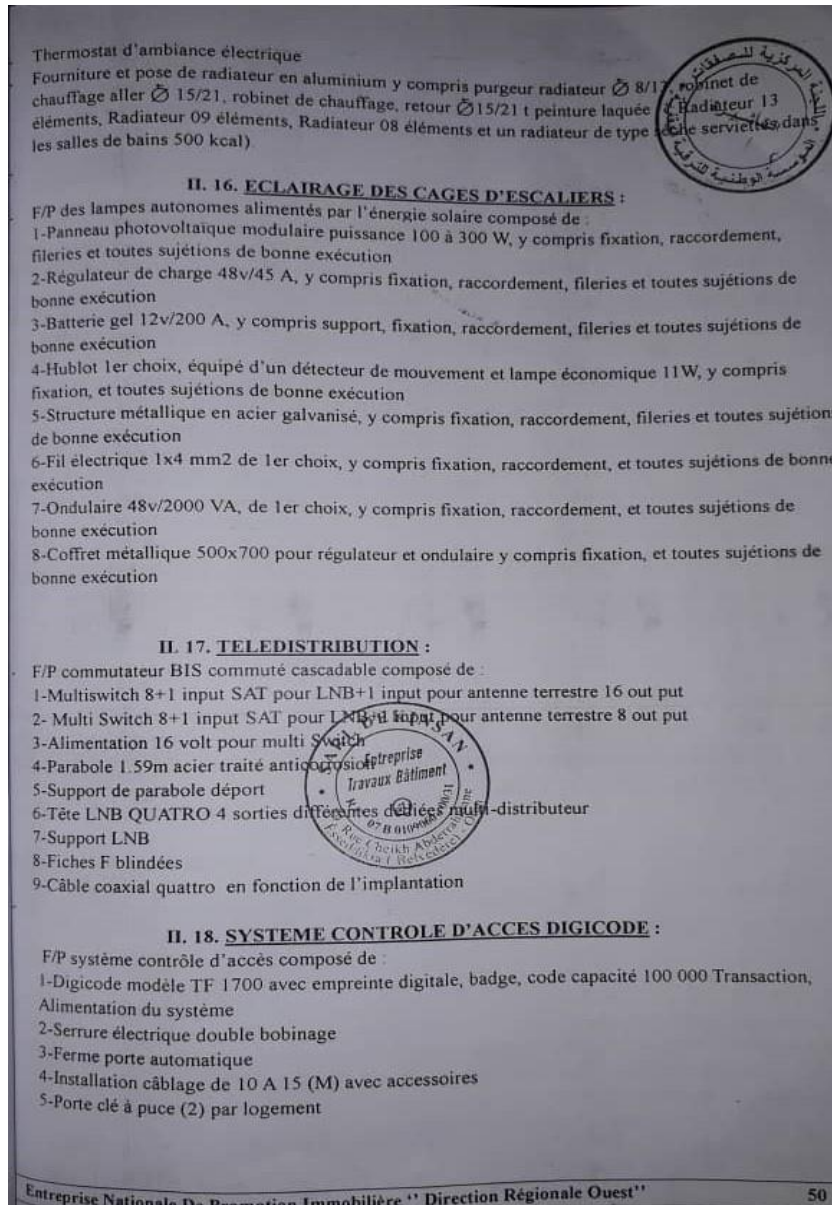 Thermostat d'ambiance électrique
Fourniture et pose de radiateur en aluminium y compris purgeur radiateur Ø 8/17, robinet de
chauffage aller Ø 15/21, robinet de chauffage, retour Ø15/21 t peinture laquée Radiateur 13
éléments, Radiateur 09 éléments, Radiateur 08 éléments et un radiateur de type sèche serviettes dans
les salles de bains 500 kcal).
II. 16. ECLAIRAGE DES CAGES D'ESCALIERS :
F/P des lampes autonomes alimentés par l'énergie solaire composé de :
1-Panneau photovoltaïque modulaire puissance 100 à 300 W, y compris fixation, raccordement,
fileries et toutes sujétions de bonne exécution
2-Régulateur de charge 48v/45 A, y compris fixation, raccordement, fileries et toutes sujétions de
bonne exécution
3-Batterie gel 12v/200 A, y compris support, fixation, raccordement, fileries et toutes sujétions de
bonne exécution
4-Hublot 1er choix, équipé d'un détecteur de mouvement et lampe économique 11W, y compris
fixation, et toutes sujétions de bonne exécution
5-Structure métallique en acier galvanisé, y compris fixation, raccordement, fileries et toutes sujétion
de bonne exécution
6-Fil électrique 1x4 mm2 de 1er choix, y compris fixation, raccordement, et toutes sujétions de bonne
exécution
7-Ondulaire 48v/2000 VA, de 1er choix, y compris fixation, raccordement, et toutes sujétions de
bonne exécution
8-Coffret métallique 500x700 pour régulateur et ondulaire y compris fixation, et toutes sujétions de
bonne exécution
II. 17. TELEDISTRIBUTION :
F/P commutateur BIS commuté cascadable composé de :
1-Multiswitch 8+1 input SAT pour LNB+1 input pour antenne terrestre 16 out put
2- Multi Switch 8+1 input SAT pour LNB+1 input pour antenne terrestre 8 out put
3-Alimentation 16 volt pour multi Switch
4-Parabole 1.59m acier traité anticorrosion
5-Support de parabole déport
6-Tête LNB QUATRO 4 sorties différentes dédiées multi-distributeur
7-Support LNB
8-Fiches F blindées
9-Câble coaxial quattro en fonction de l'implantation
Entreprise
Travaux Bâtiment
II. 18. SYSTEME CONTROLE D'ACCES DIGICODE :
F/P système contrôle d'accès composé de :
1-Digicode modèle TF 1700 avec empreinte digitale, badge, code capacité 100 000 Transaction,
Alimentation du système
2-Serrure électrique double bobinage
3-Ferme porte automatique
4-Installation câblage de 10 A 15 (M) avec accessoires
5-Porte clé à puce (2) par logement
Entreprise Nationale De Promotion Immobilière '' Direction Régionale Ouest'' 50